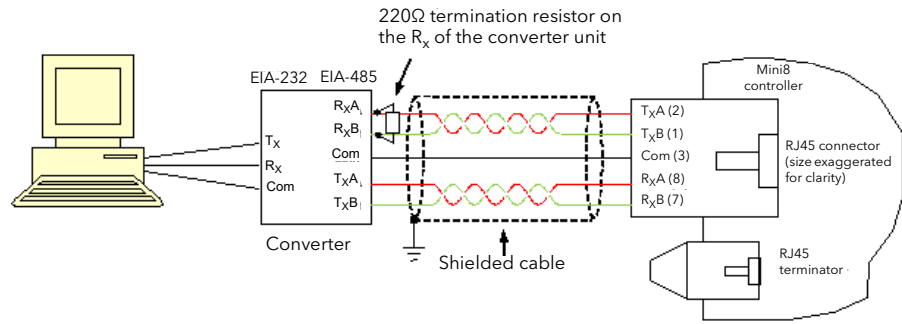 220Ω termination resistor on
the Rx of the converter unit
EIA-232 EIA-485
Mini8
controller
RxA
RxB
Com
TxA
TxB
Tx
Rx
Com
TxA (2)
TxB (1)
Com (3)
RxA (8)
RxB (7)
RJ45 connector
(size exaggerated
for clarity)
Converter
Shielded cable
RJ45
terminator